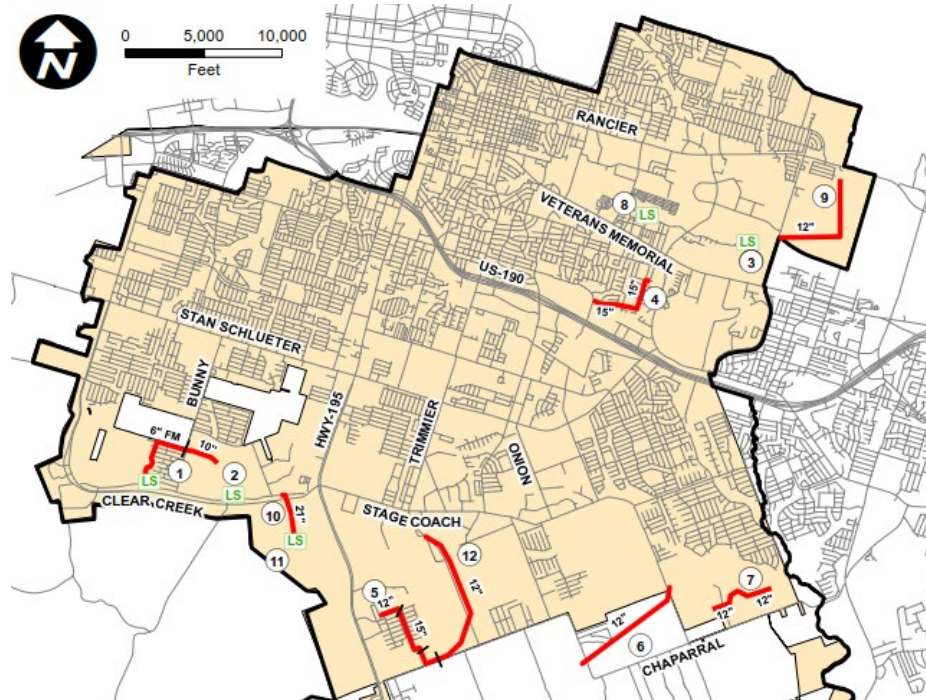 N
0 5,000 10,000
Feet
RANCIER
8
LS
VETERANS MEMORIAL
9
12"
LS
3
US-190
15"
4
15"
STAN SCHLUETER
BUNNY
HWY-195
TRIMMIER
ONION
6" FM
10"
1
2
LS
LS
CLEAR CREEK
10
21"
LS
11
STAGE COACH
12
12"
5
12"
15"
7
12"
12"
12"
6
CHAPARRAL